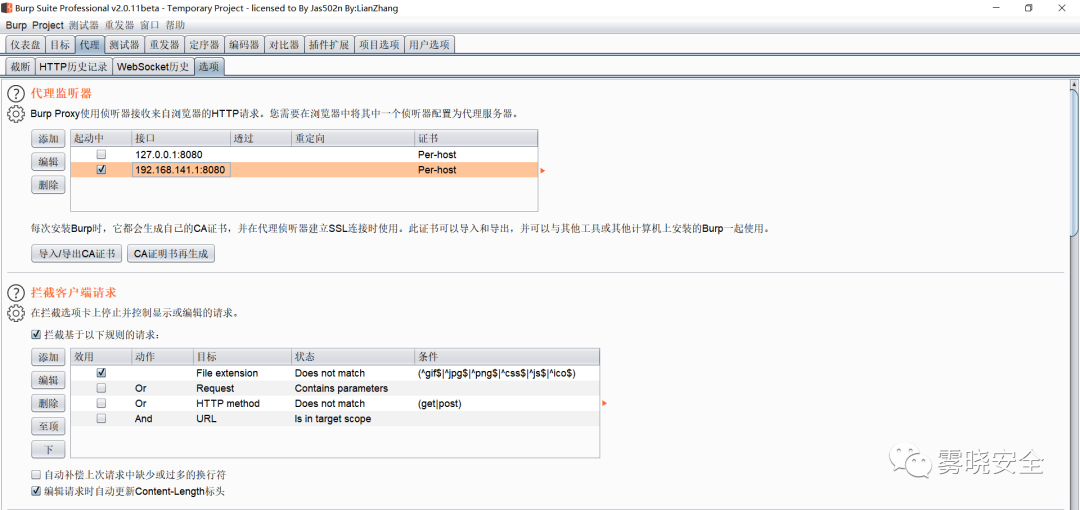 Burp Suite Professional v2.0.11beta - Temporary Project - licensed to By Jas502n By:LianZhang
Burp Project 测试器 重发器 窗口 帮助
仪表盘 目标 代理 测试器 重发器 定序器 编码器 对比器 插件扩展 项目选项 用户选项
截断 HTTP历史记录 WebSocket历史 选项
代理监听器
Burp Proxy使用侦听器接收来自浏览器的HTTP请求。您需要在浏览器中将其中一个侦听器配置为代理服务器。
添加 起动中 接口 透过 重定向 证书
127.0.0.1:8080 Per-host
编辑 192.168.141.1:8080 Per-host
删除
每次安装Burp时，它都会生成自己的CA证书，并在代理侦听器建立SSL连接时使用。此证书可以导入和导出，并可以与其他工具或其他计算机上安装的Burp一起使用。
导入/导出CA证书 CA证明书再生成
拦截客户端请求
在拦截选项卡上停止并控制显示或编辑的请求。
拦截基于以下规则的请求:
添加 效用 动作 目标 状态 条件
File extension Does not match (^gif$|^jpg$|^png$|^css$|^js$|^ico$)
编辑 Or Request Contains parameters
删除 Or HTTP method Does not match (get|post)
至顶 And URL Is in target scope
下
自动补偿上次请求中缺少或过多的换行符
编辑请求时自动更新Content-Length标头
雾晓安全